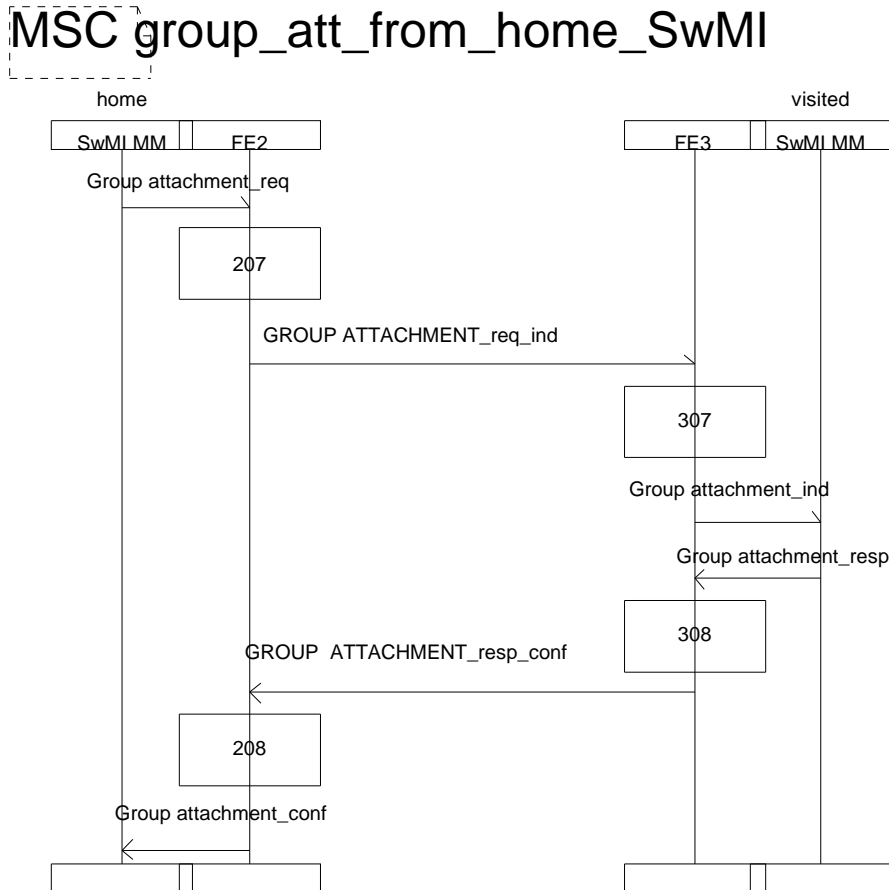 MSC group_att_from_home_SwMI
home visited
SwMI MM FE2 FE3 SwMI MM
Group attachment_req
207
GROUP ATTACHMENT_req_ind
307
Group attachment_ind
Group attachment_resp
308
GROUP  ATTACHMENT_resp_conf
208
Group attachment_conf